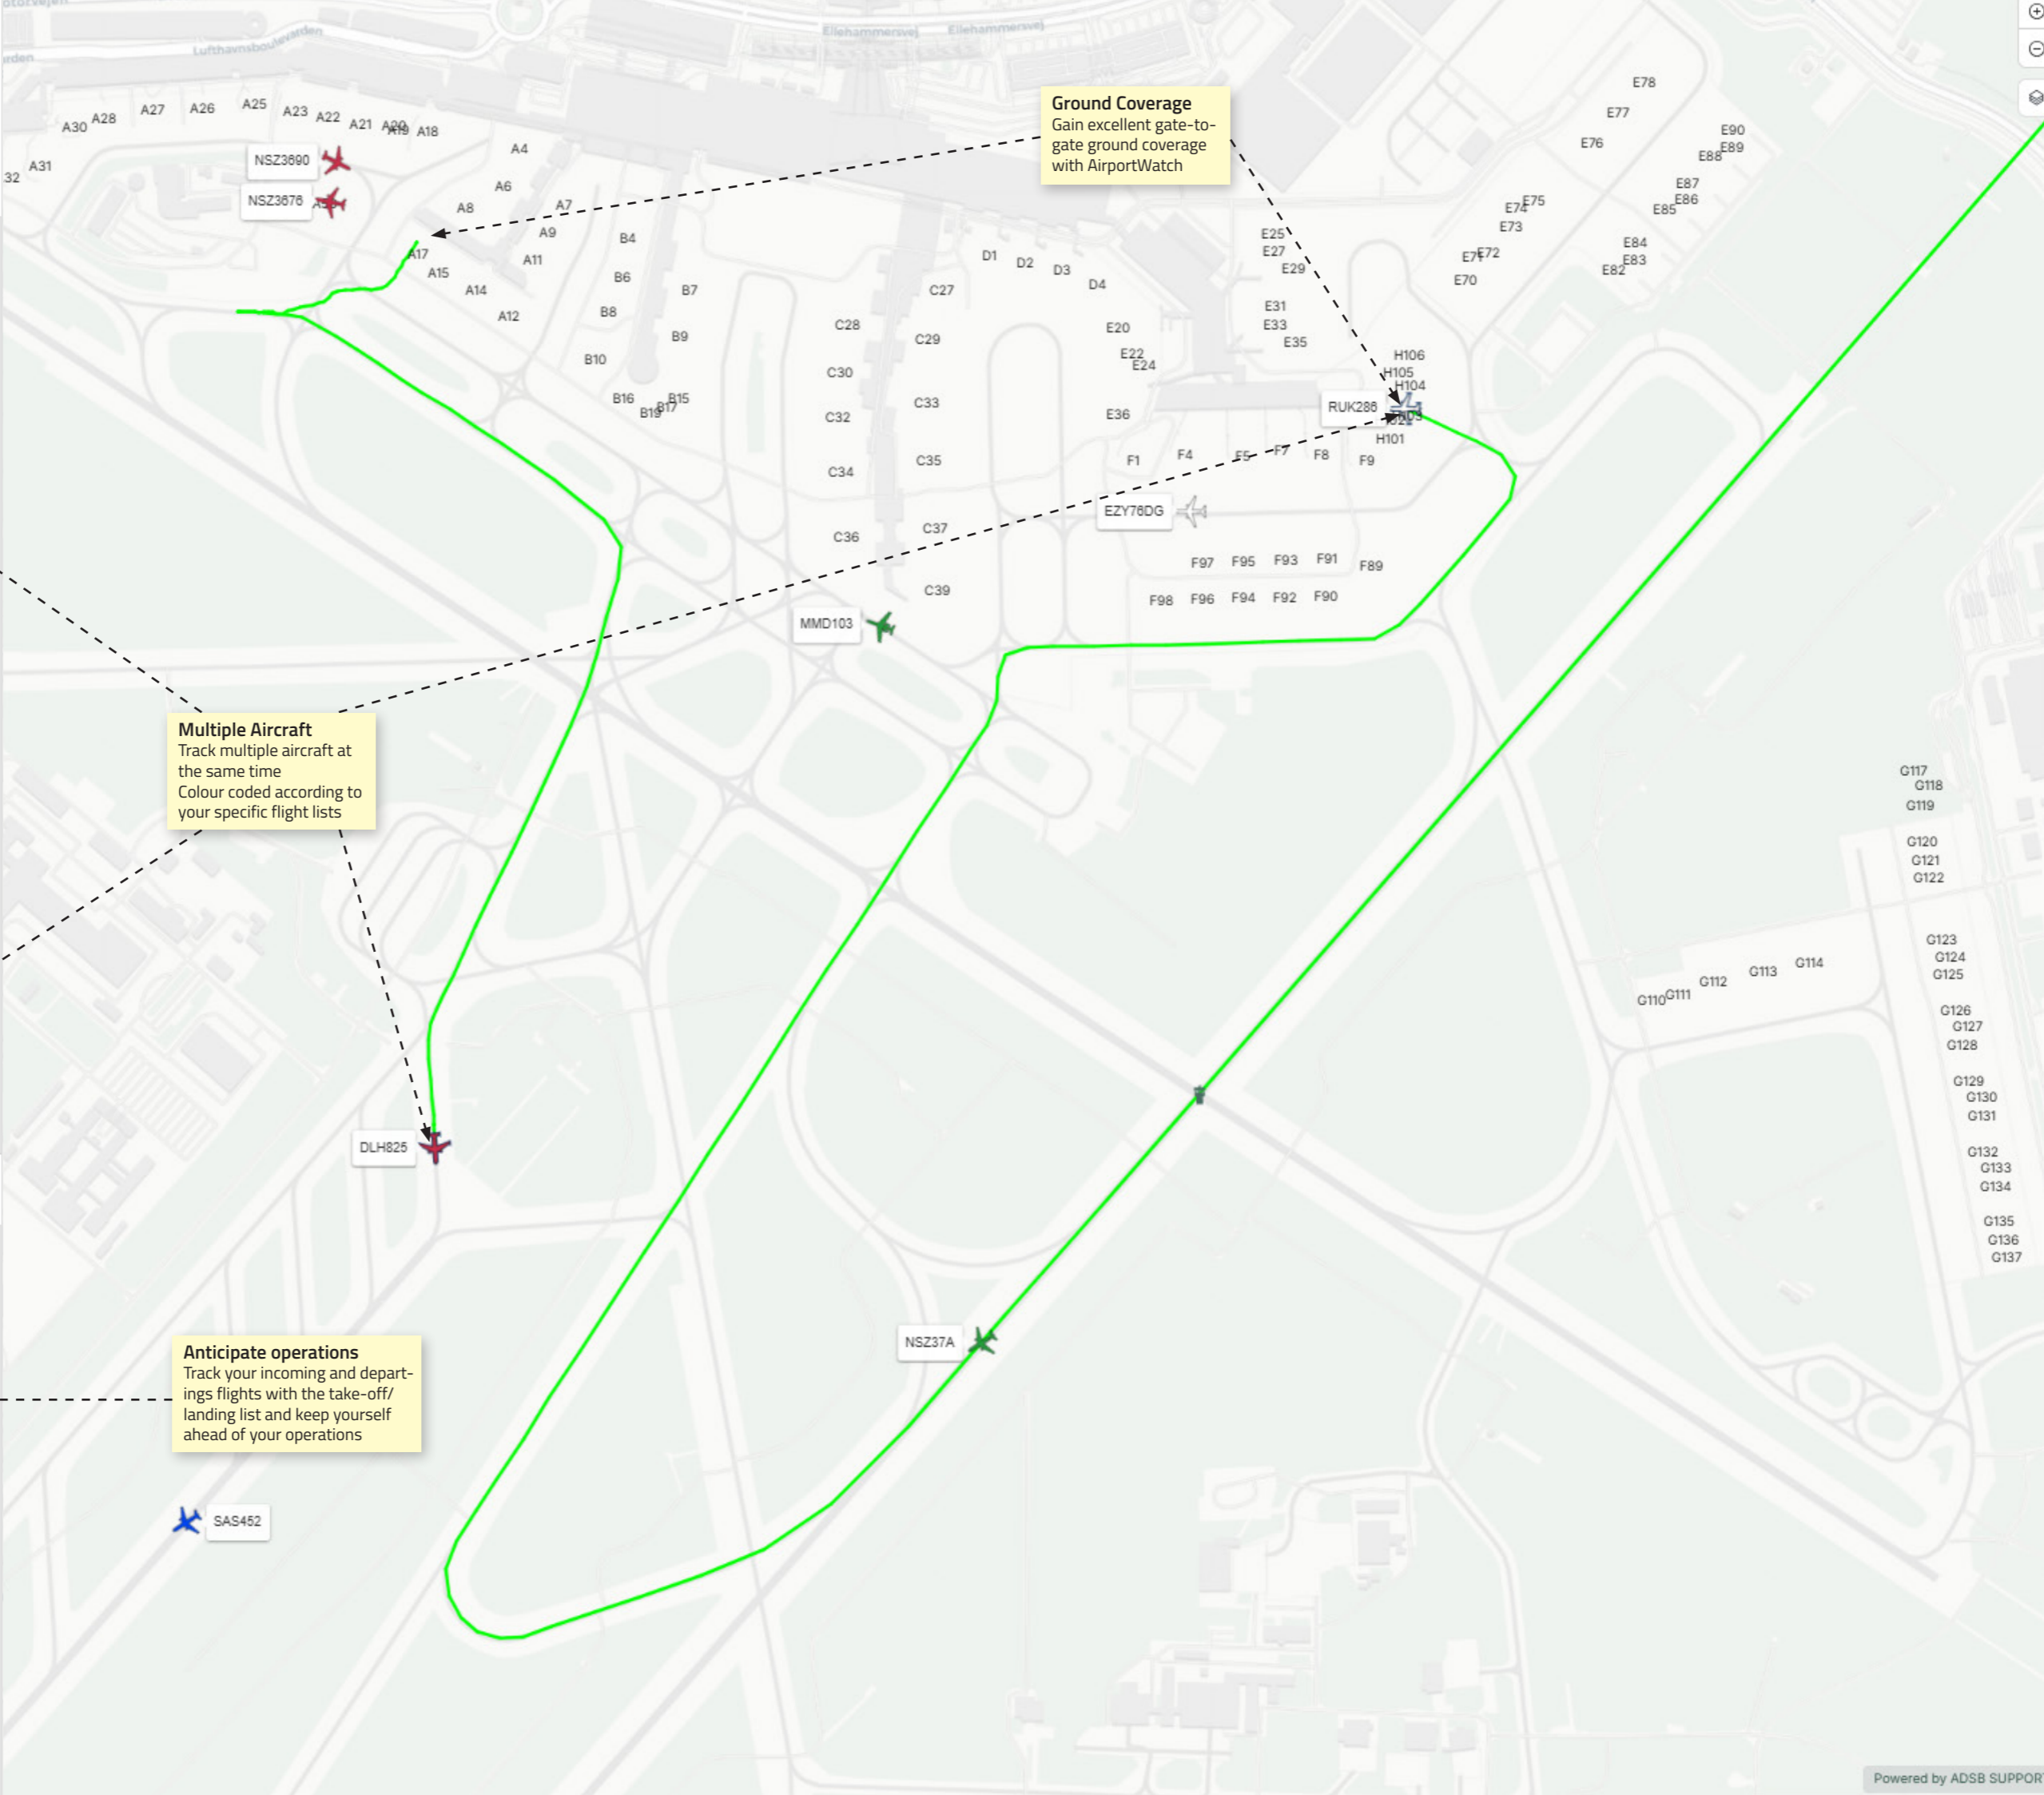 Lufthavnsboulevarden
Ellehammersvej
Ellehammersvej
A31
A30
A28
A27
A26
A25
A23
A22
A21
A20
A19
A18
NSZ3690
NSZ3676
A4
A6
A8
A7
A9
A11
A17
A15
A14
A12
B4
B6
B8
B10
B7
B9
B16
B15
B17
B19
Ground Coverage
Gain excellent gate-to-
gate ground coverage
with AirportWatch
C27
C28
C29
C30
C32
C33
C34
C35
C36
C37
C39
D1
D2
D3
D4
E20
E22
E24
E36
E25
E27
E29
E31
E33
E35
E78
E77
E76
E75
E74
E73
E72
E71
E70
E90
E89
E88
E87
E86
E85
E84
E83
E82
H106
H105
H104
RUK286
H101
F1
F4
F5
F7
F8
F9
EZY76DG
F97
F95
F93
F91
F89
F98
F96
F94
F92
F90
MMD103
Multiple Aircraft
Track multiple aircraft at
the same time
Colour coded according to
your specific flight lists
G117
G118
G119
G120
G121
G122
G123
G124
G125
G110
G111
G112
G113
G114
G126
G127
G128
G129
G130
G131
G132
G133
G134
G135
G136
G137
DLH825
NSZ37A
Anticipate operations
Track your incoming and depart-
ings flights with the take-off/
landing list and keep yourself
ahead of your operations
SAS452
Powered by ADSB SUPPORT